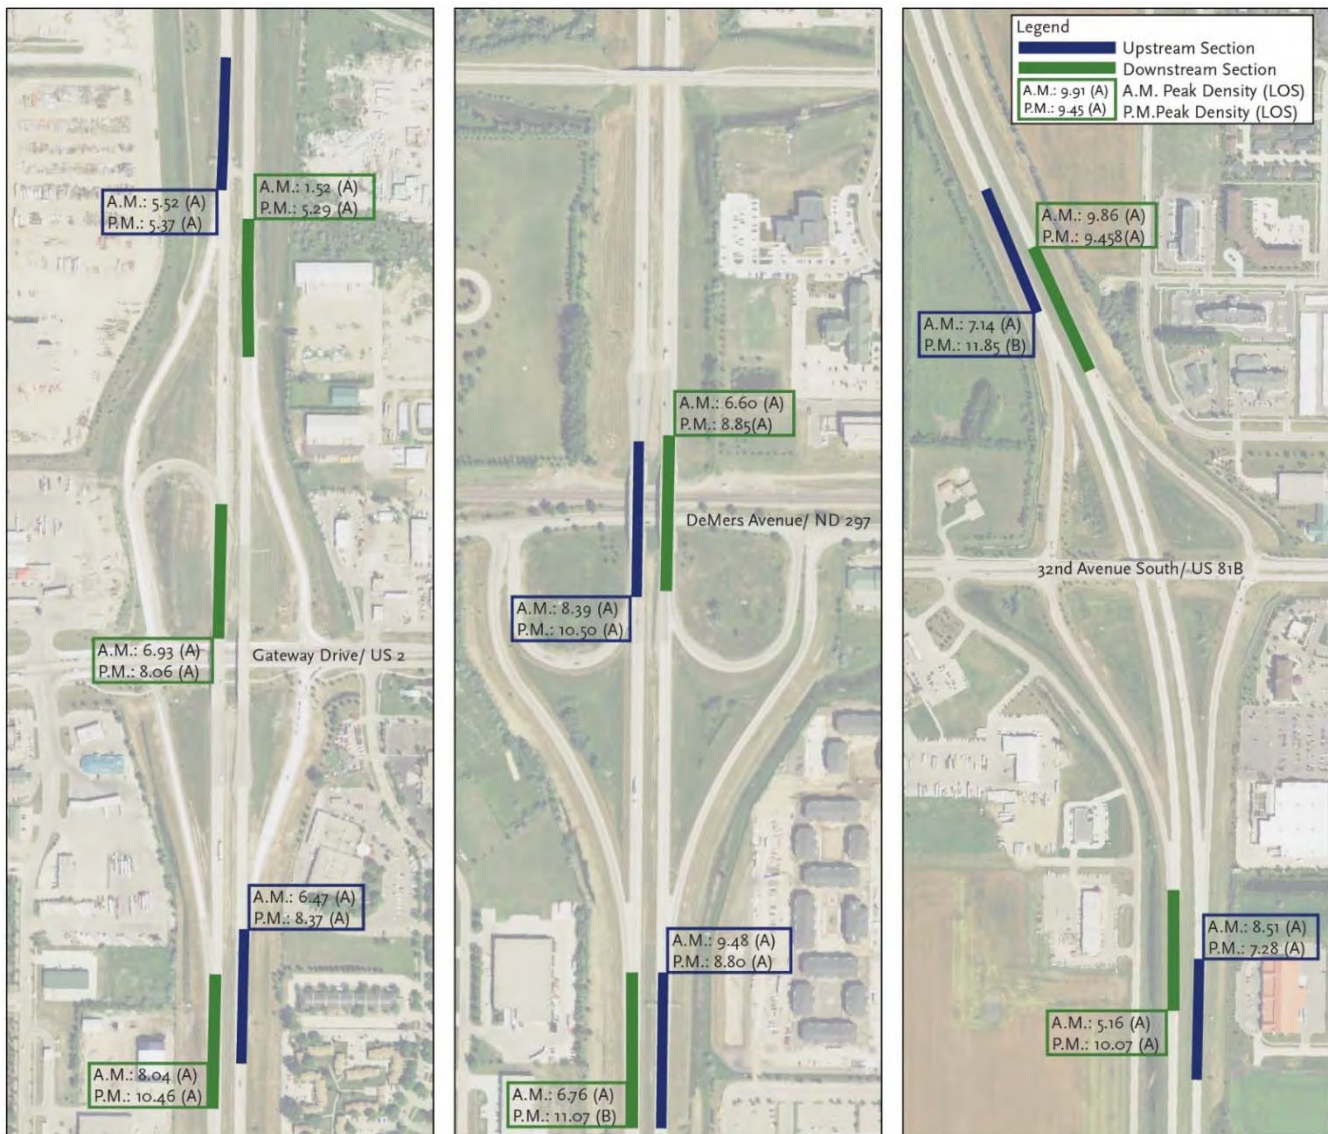 A.M.: 5.52 (A)
P.M.: 5.37 (A)
A.M.: 1.52 (A)
P.M.: 5.29 (A)
A.M.: 6.93 (A)
P.M.: 8.06 (A)
Gateway Drive/ US 2
A.M.: 6.47 (A)
P.M.: 8.37 (A)
A.M.: 8.04 (A)
P.M.: 10.46 (A)
A.M.: 6.60 (A)
P.M.: 8.85(A)
DeMers Avenue/ ND 297
A.M.: 8.39 (A)
P.M.: 10.50 (A)
A.M.: 9.48 (A)
P.M.: 8.80 (A)
A.M.: 6.76 (A)
P.M.: 11.07 (B)
Legend
Upstream Section
Downstream Section
A.M.: 9.91 (A)
P.M.: 9.45 (A)
A.M. Peak Density (LOS)
P.M.Peak Density (LOS)
A.M.: 9.86 (A)
P.M.: 9.458(A)
A.M.: 7.14 (A)
P.M.: 11.85 (B)
32nd Avenue South/ US 81B
A.M.: 8.51 (A)
P.M.: 7.28 (A)
A.M.: 5.16 (A)
P.M.: 10.07 (A)